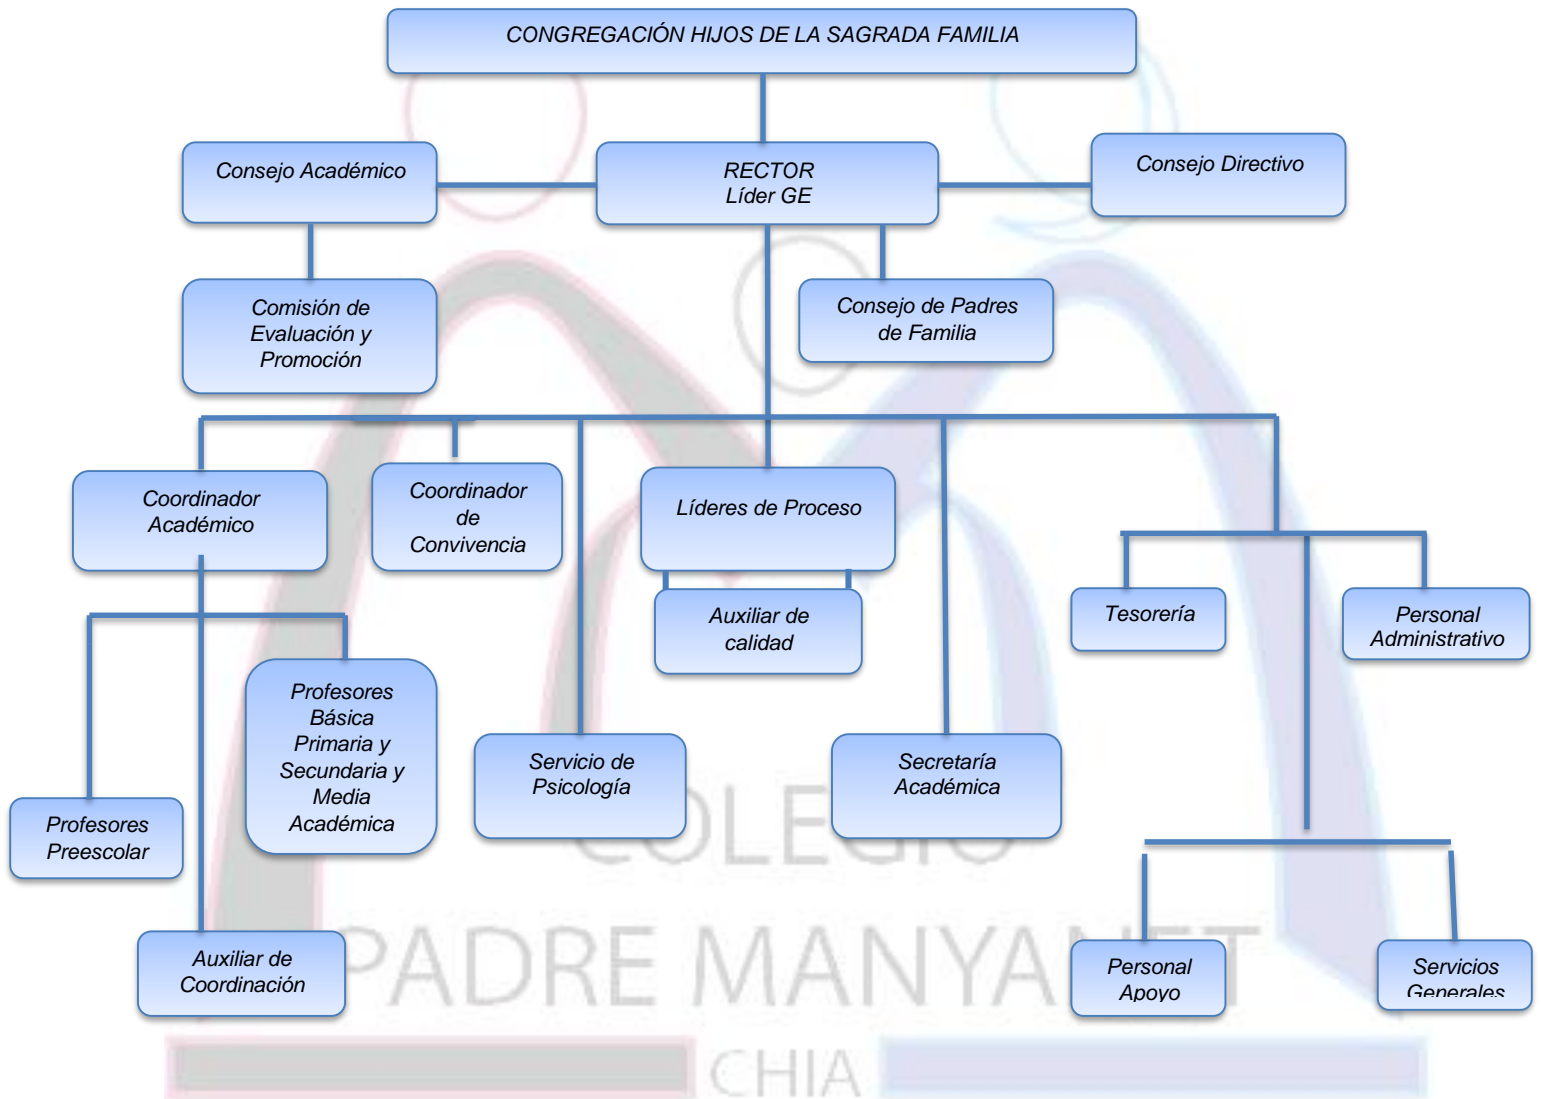 CONGREGACIÓN HIJOS DE LA SAGRADA FAMILIA
Consejo Académico
RECTOR
Líder GE
Consejo Directivo
Comisión de
Evaluación y
Promoción
Consejo de Padres
de Familia
Coordinador
Académico
Coordinador
de
Convivencia
Líderes de Proceso
Auxiliar de
calidad
Tesorería
Personal
Administrativo
Profesores
Básica
Primaria y
Secundaria y
Media
Académica
Servicio de
Psicología
Secretaría
Académica
Profesores
Preescolar
Auxiliar de
Coordinación
Personal
Apoyo
Servicios
Generales
COLEGIO
PADRE MANYANET
CHIA